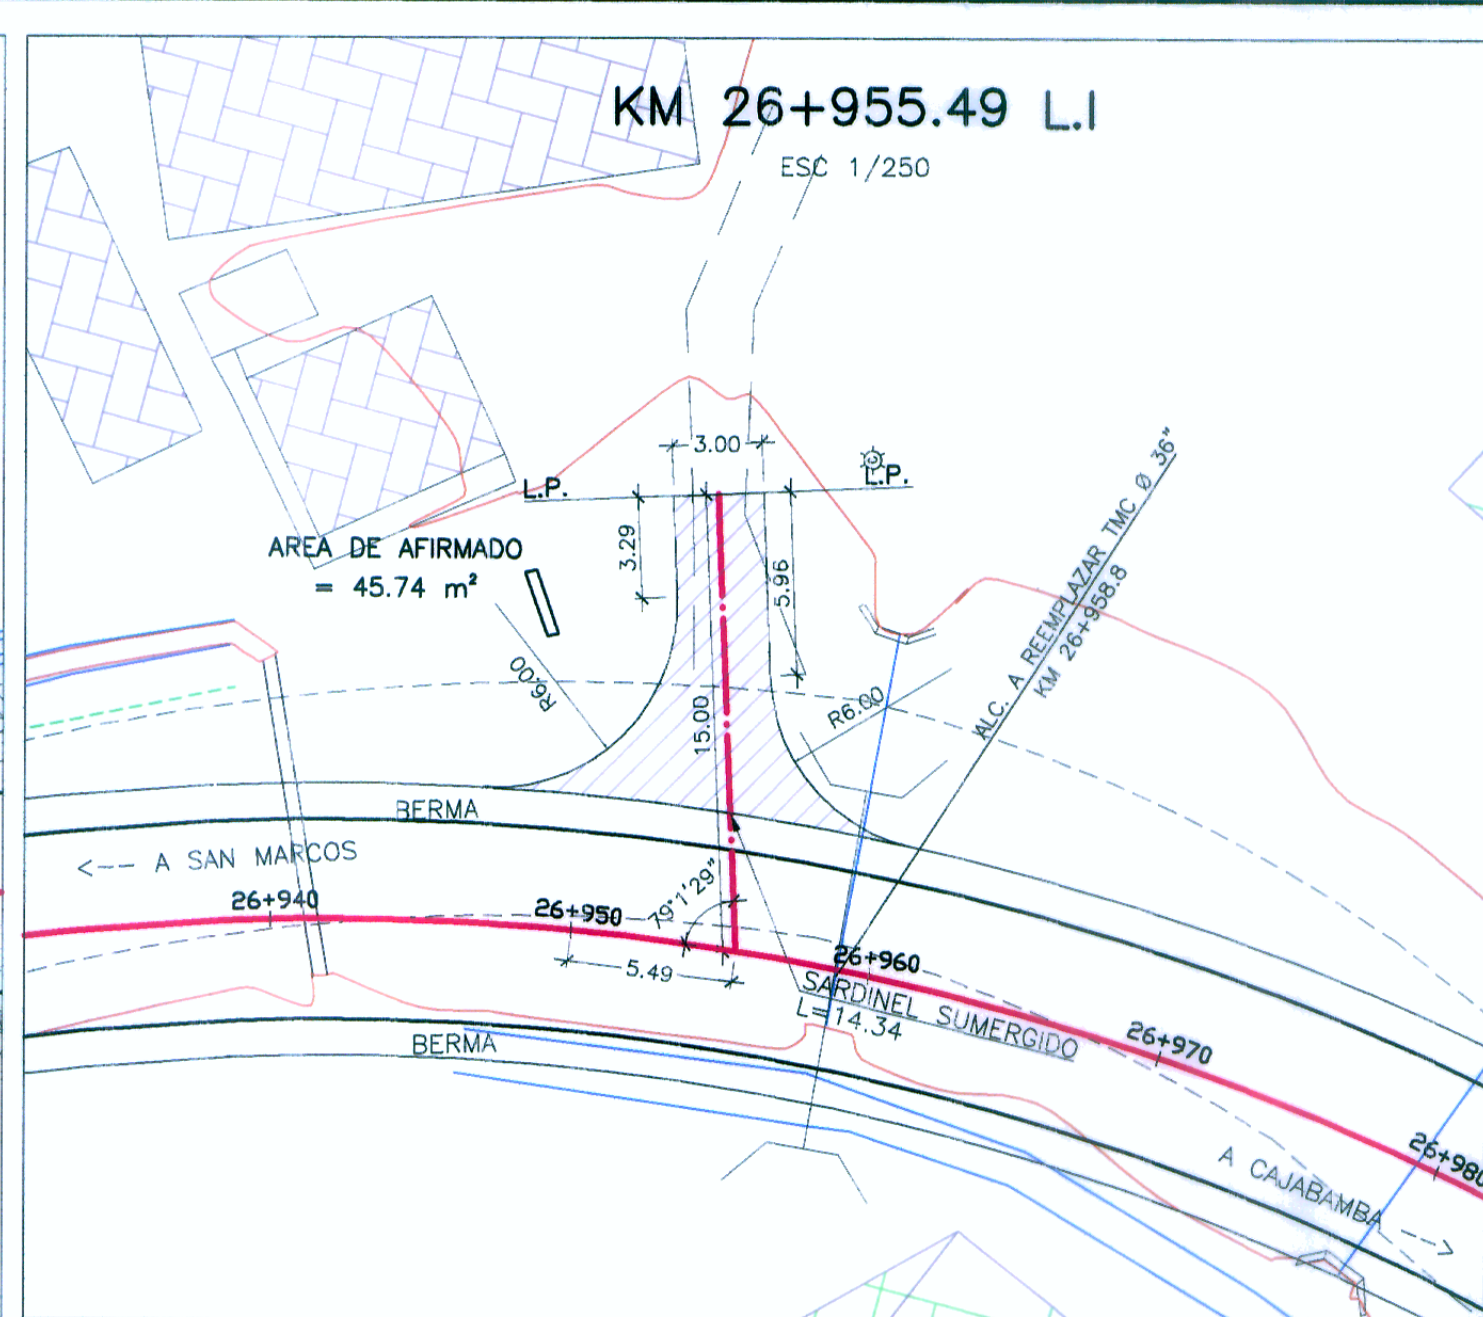 KM 26+955.49 L.I
ESC 1/250
3.00
L.P.
L.P.
AREA DE AFIRMADO
= 45.74 m²
3.29
5.96
ALC. A REEMPLAZAR TMC Ø 36"
KM 26+958.8
R6.00
R6.00
15.00
BERMA
<--- A SAN MARCOS
79°1'29"
26+940
26+950
26+960
5.49
SARDINEL SUMERGIDO
L=14.34
26+970
BERMA
26+980
A CAJABAMBA --->